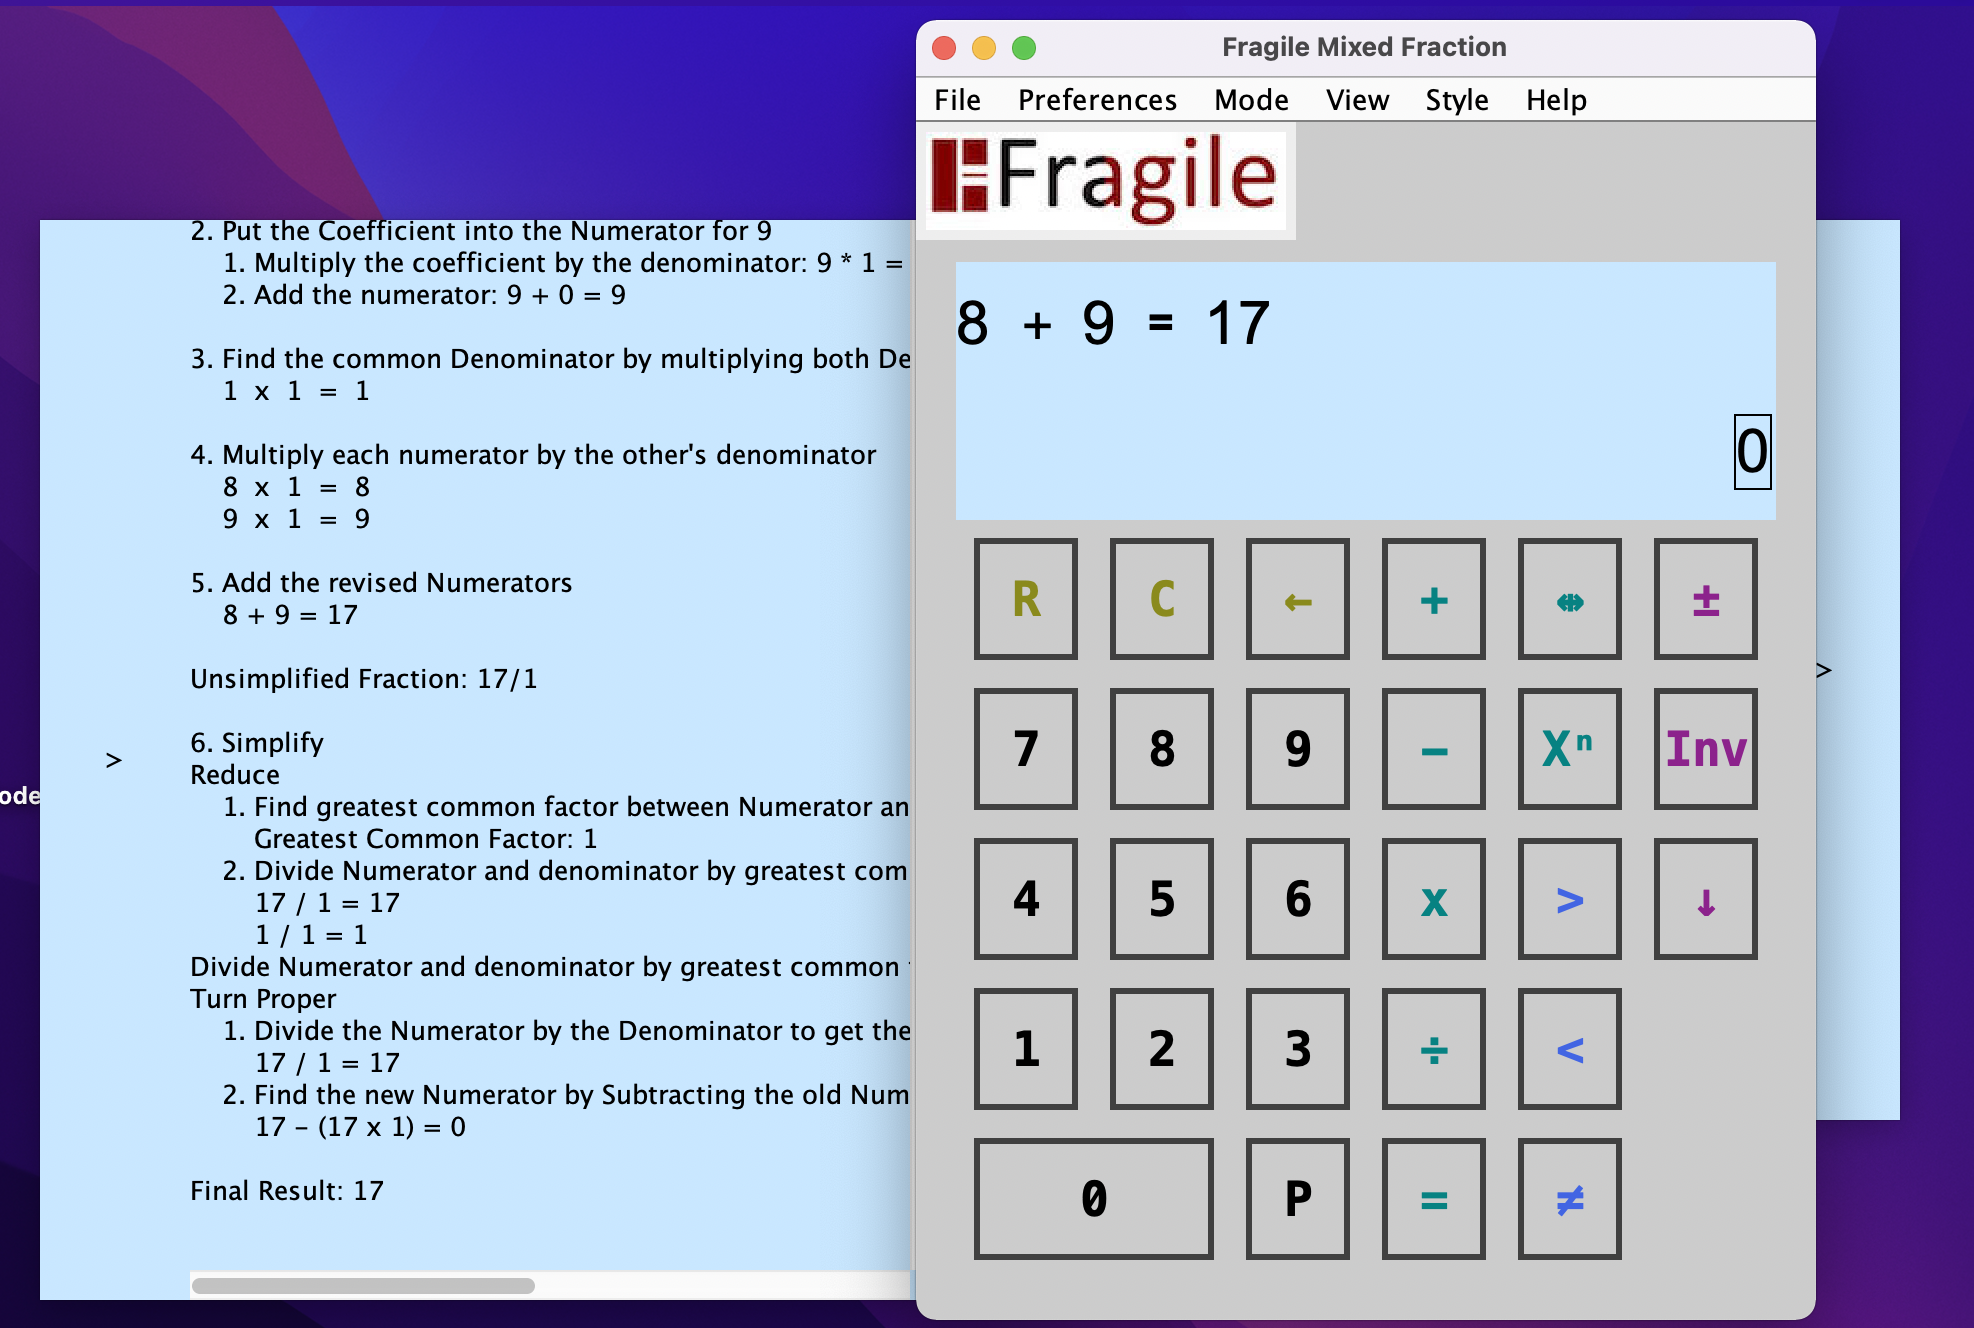 2. Put the Coefficient into the Numerator for 9
1. Multiply the coefficient by the denominator: 9 * 1 =
2. Add the numerator: 9 + 0 = 9
3. Find the common Denominator by multiplying both De
1 x 1 = 1
4. Multiply each numerator by the other's denominator
8 x 1 = 8
9 x 1 = 9
5. Add the revised Numerators
8 + 9 = 17
Unsimplified Fraction: 17/1
6. Simplify
>
Reduce
ode
1. Find greatest common factor between Numerator an
Greatest Common Factor: 1
2. Divide Numerator and denominator by greatest com
17 / 1 = 17
1 / 1 = 1
Divide Numerator and denominator by greatest common
Turn Proper
1. Divide the Numerator by the Denominator to get the
17 / 1 = 17
2. Find the new Numerator by Subtracting the old Num
17 – (17 x 1) = 0
Final Result: 17
Fragile Mixed Fraction
File Preferences Mode View Style Help
Fragile
8 + 9 = 17
0
R C ← + ⇹ ±
7 8 9 − Xⁿ Inv
>
4 5 6 x > ↓
1 2 3 ÷ <
0 P = ≠